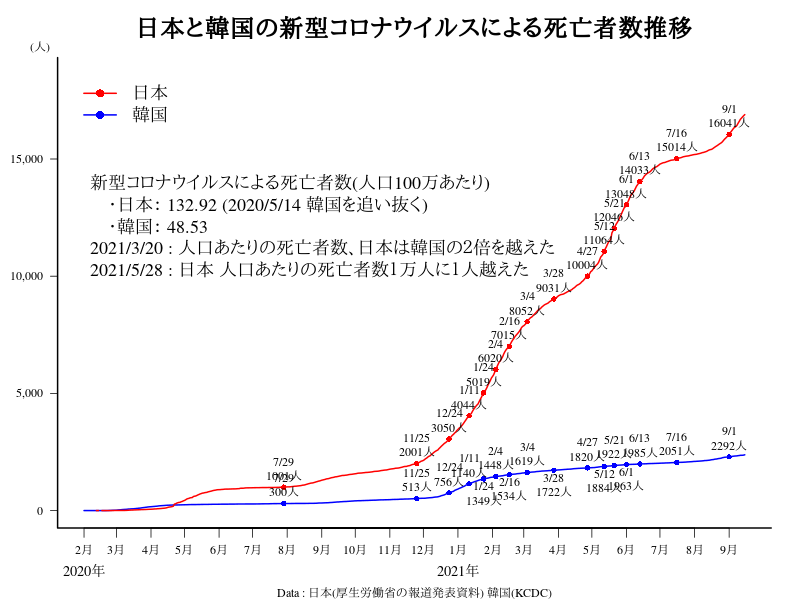 日本と韓国の新型コロナウイルスによる死亡者数推移
(人)
日本
韓国
新型コロナウイルスによる死亡者数(人口100万あたり)
・日本: 132.92 (2020/5/14 韓国を追い抜く)
・韓国: 48.53
2021/3/20 : 人口あたりの死亡者数、日本は韓国の2倍を越えた
2021/5/28 : 日本 人口あたりの死亡者数1万人に1人越えた
15,000
10,000
5,000
0
9/1
16041人
7/16
15014人
6/13
14033人
6/1
13048人
5/21
12046人
5/12
11064人
4/27
10004人
3/28
9031人
3/4
8052人
2/16
7015人
2/4
6020人
1/24
5019人
1/11
4044人
12/24
3050人
11/25
2001人
7/29
7/29
300人
11/25
513人
12/24
756人
1/11
1140人
1/24
1349人
2/4
1448人
2/16
1534人
3/4
1619人
3/28
1722人
4/27
1820人
5/12
1884人
5/21
1922人
6/1
1963人
6/13
1985人
7/16
2051人
9/1
2292人
2月 3月 4月 5月 6月 7月 8月 9月 10月 11月 12月 1月 2月 3月 4月 5月 6月 7月 8月 9月
2020年 2021年
Data : 日本(厚生労働省の報道発表資料) 韓国(KCDC)